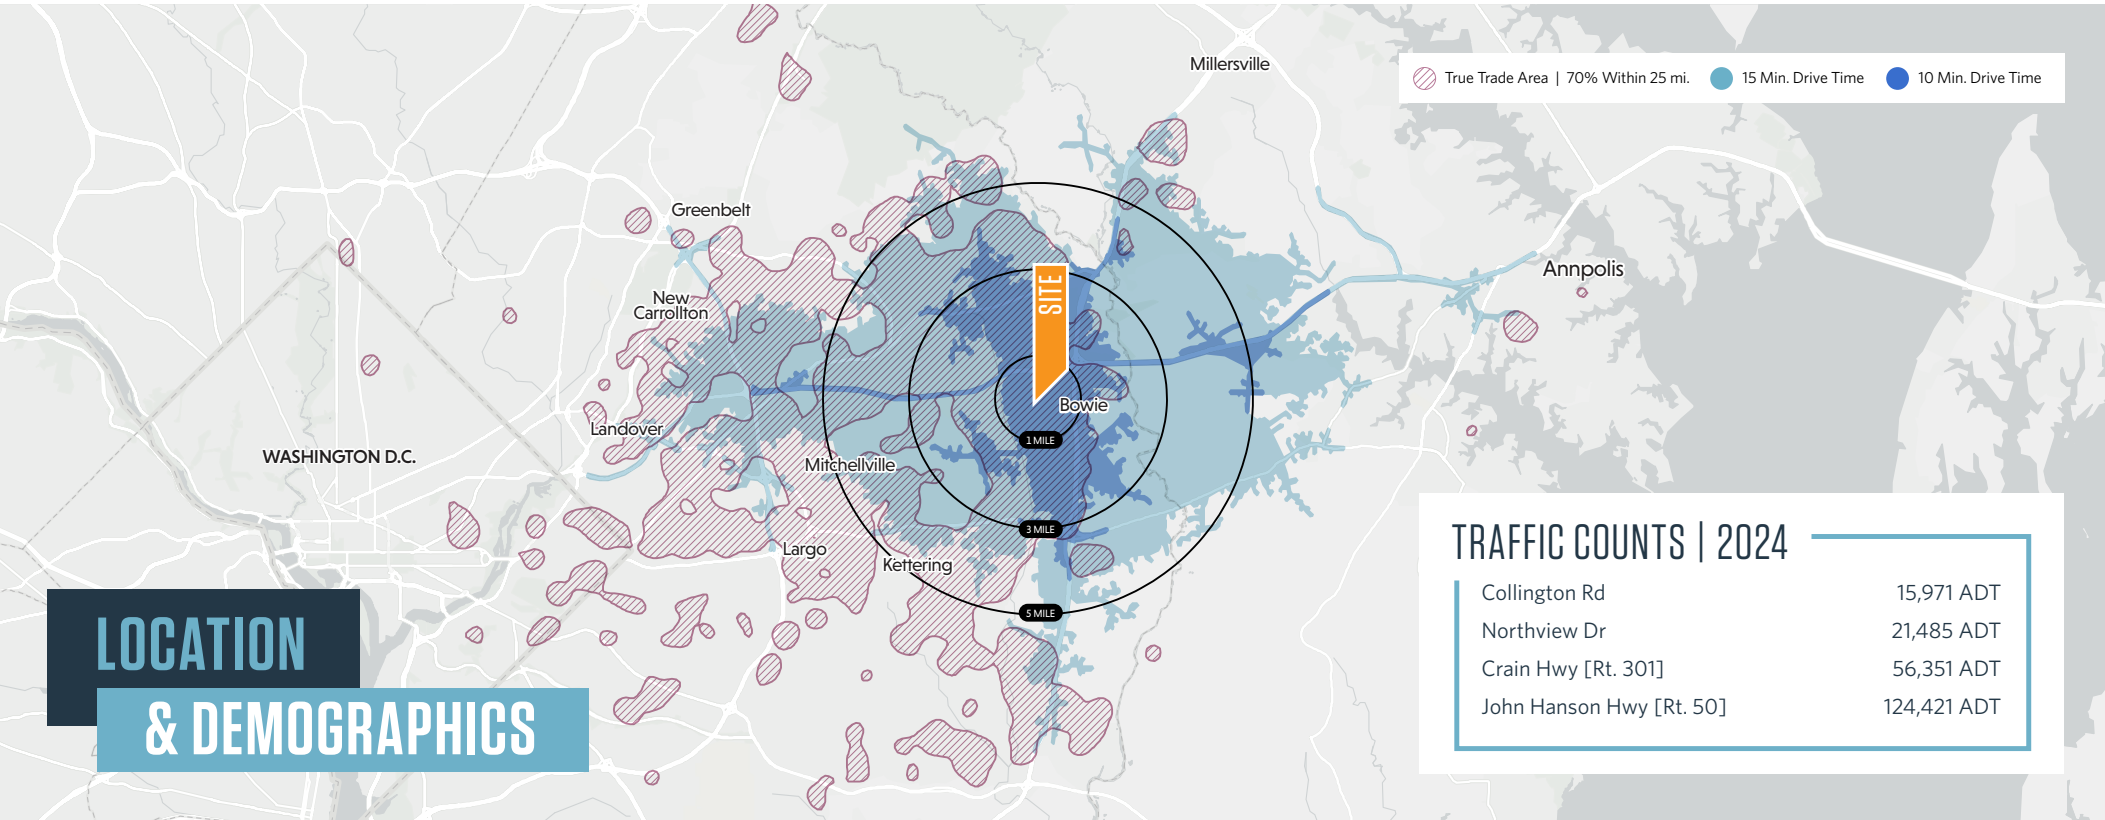 Millersville
True Trade Area | 70% Within 25 mi.
15 Min. Drive Time
10 Min. Drive Time
Greenbelt
Annpolis
SITE
New
Carrollton
Bowie
Landover
1 MILE
WASHINGTON D.C.
Mitchellville
3 MILE
Largo
Kettering
5 MILE
TRAFFIC COUNTS | 2024
Collington Rd 15,971 ADT
Northview Dr 21,485 ADT
Crain Hwy [Rt. 301] 56,351 ADT
John Hanson Hwy [Rt. 50] 124,421 ADT
LOCATION
& DEMOGRAPHICS